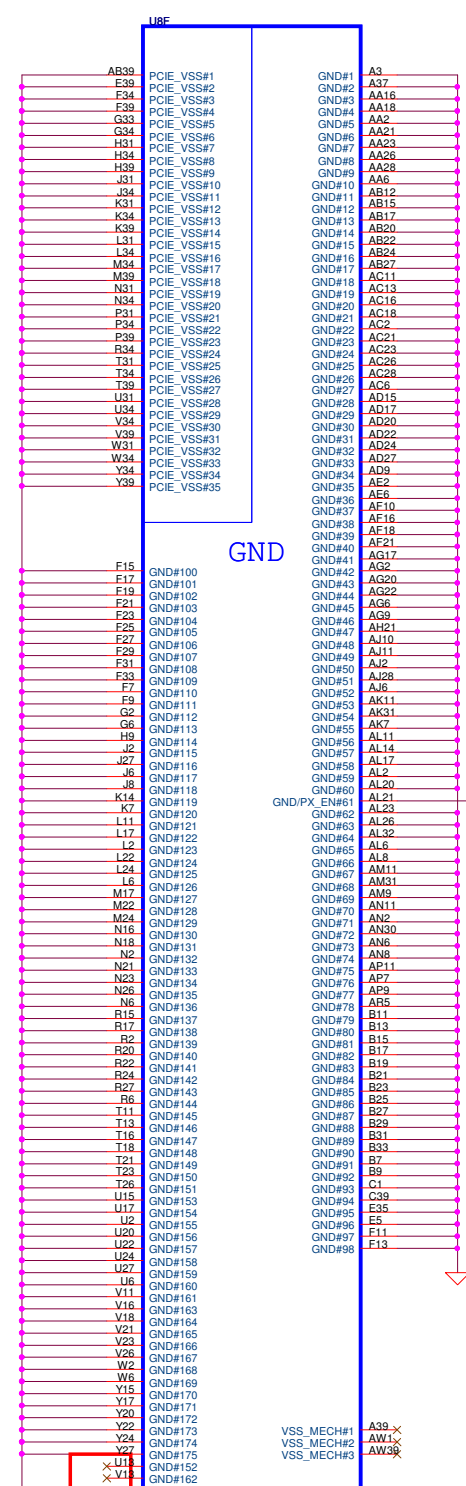 U8F
AB39 PCIE_VSS#1
E39 PCIE_VSS#2
F34 PCIE_VSS#3
F39 PCIE_VSS#4
G33 PCIE_VSS#5
G34 PCIE_VSS#6
H31 PCIE_VSS#7
H34 PCIE_VSS#8
H39 PCIE_VSS#9
J31 PCIE_VSS#10
J34 PCIE_VSS#11
K31 PCIE_VSS#12
K34 PCIE_VSS#13
K39 PCIE_VSS#14
L31 PCIE_VSS#15
L34 PCIE_VSS#16
M34 PCIE_VSS#17
M39 PCIE_VSS#18
N31 PCIE_VSS#19
N34 PCIE_VSS#20
P31 PCIE_VSS#21
P34 PCIE_VSS#22
P39 PCIE_VSS#23
R34 PCIE_VSS#24
T31 PCIE_VSS#25
T34 PCIE_VSS#26
T39 PCIE_VSS#27
U31 PCIE_VSS#28
U34 PCIE_VSS#29
V34 PCIE_VSS#30
V39 PCIE_VSS#31
W31 PCIE_VSS#32
W34 PCIE_VSS#33
Y34 PCIE_VSS#34
Y39 PCIE_VSS#35
GND
F15 GND#100
F17 GND#101
F19 GND#102
F21 GND#103
F23 GND#104
F25 GND#105
F27 GND#106
F29 GND#107
F31 GND#108
F33 GND#109
F7 GND#110
F9 GND#111
G2 GND#112
G6 GND#113
H9 GND#114
J2 GND#115
J27 GND#116
J6 GND#117
J8 GND#118
K14 GND#119
K7 GND#120
L11 GND#121
L17 GND#122
L2 GND#123
L22 GND#124
L24 GND#125
L6 GND#126
M17 GND#127
M22 GND#128
M24 GND#129
N16 GND#130
N18 GND#131
N2 GND#132
N21 GND#133
N23 GND#134
N26 GND#135
N6 GND#136
R15 GND#137
R17 GND#138
R2 GND#139
R20 GND#140
R22 GND#141
R24 GND#142
R27 GND#143
R6 GND#144
T11 GND#145
T13 GND#146
T16 GND#147
T18 GND#148
T21 GND#149
T23 GND#150
T26 GND#151
U15 GND#153
U17 GND#154
U2 GND#155
U20 GND#156
U22 GND#157
U24 GND#158
U27 GND#159
U6 GND#160
V11 GND#161
V16 GND#163
V18 GND#164
V21 GND#165
V23 GND#166
V26 GND#167
W2 GND#168
W6 GND#169
Y15 GND#170
Y17 GND#171
Y20 GND#172
Y22 GND#173
Y24 GND#174
Y27 GND#175
U13 GND#152
V13 GND#162
GND#1 A3
GND#2 A37
GND#3 AA16
GND#4 AA18
GND#5 AA2
GND#6 AA21
GND#7 AA23
GND#8 AA26
GND#9 AA28
GND#10 AA6
GND#11 AB12
GND#12 AB15
GND#13 AB17
GND#14 AB20
GND#15 AB22
GND#16 AB24
GND#17 AB27
GND#18 AC11
GND#19 AC13
GND#20 AC16
GND#21 AC18
GND#22 AC2
GND#23 AC21
GND#24 AC23
GND#25 AC26
GND#26 AC28
GND#27 AC6
GND#28 AD15
GND#29 AD17
GND#30 AD20
GND#31 AD22
GND#32 AD24
GND#33 AD27
GND#34 AD9
GND#35 AE2
GND#36 AE6
GND#37 AF10
GND#38 AF16
GND#39 AF18
GND#40 AF21
GND#41 AG17
GND#42 AG2
GND#43 AG20
GND#44 AG22
GND#45 AG6
GND#46 AG9
GND#47 AH21
GND#48 AJ10
GND#49 AJ11
GND#50 AJ2
GND#51 AJ28
GND#52 AJ6
GND#53 AK11
GND#54 AK31
GND#55 AK7
GND#56 AL11
GND#57 AL14
GND#58 AL17
GND#59 AL2
GND#60 AL20
GND/PX_EN#61 AL21
GND#62 AL23
GND#63 AL26
GND#64 AL32
GND#65 AL6
GND#66 AL8
GND#67 AM11
GND#68 AM31
GND#69 AM9
GND#70 AN11
GND#71 AN2
GND#72 AN30
GND#73 AN6
GND#74 AN8
GND#75 AP11
GND#76 AP7
GND#77 AP9
GND#78 AR5
GND#79 B11
GND#80 B13
GND#81 B15
GND#82 B17
GND#83 B19
GND#84 B21
GND#85 B23
GND#86 B25
GND#87 B27
GND#88 B29
GND#89 B31
GND#90 B33
GND#91 B7
GND#92 B9
GND#93 C1
GND#94 C39
GND#95 E35
GND#96 E5
GND#97 F11
GND#98 F13
VSS_MECH#1 A39
VSS_MECH#2 AW1
VSS_MECH#3 AW39